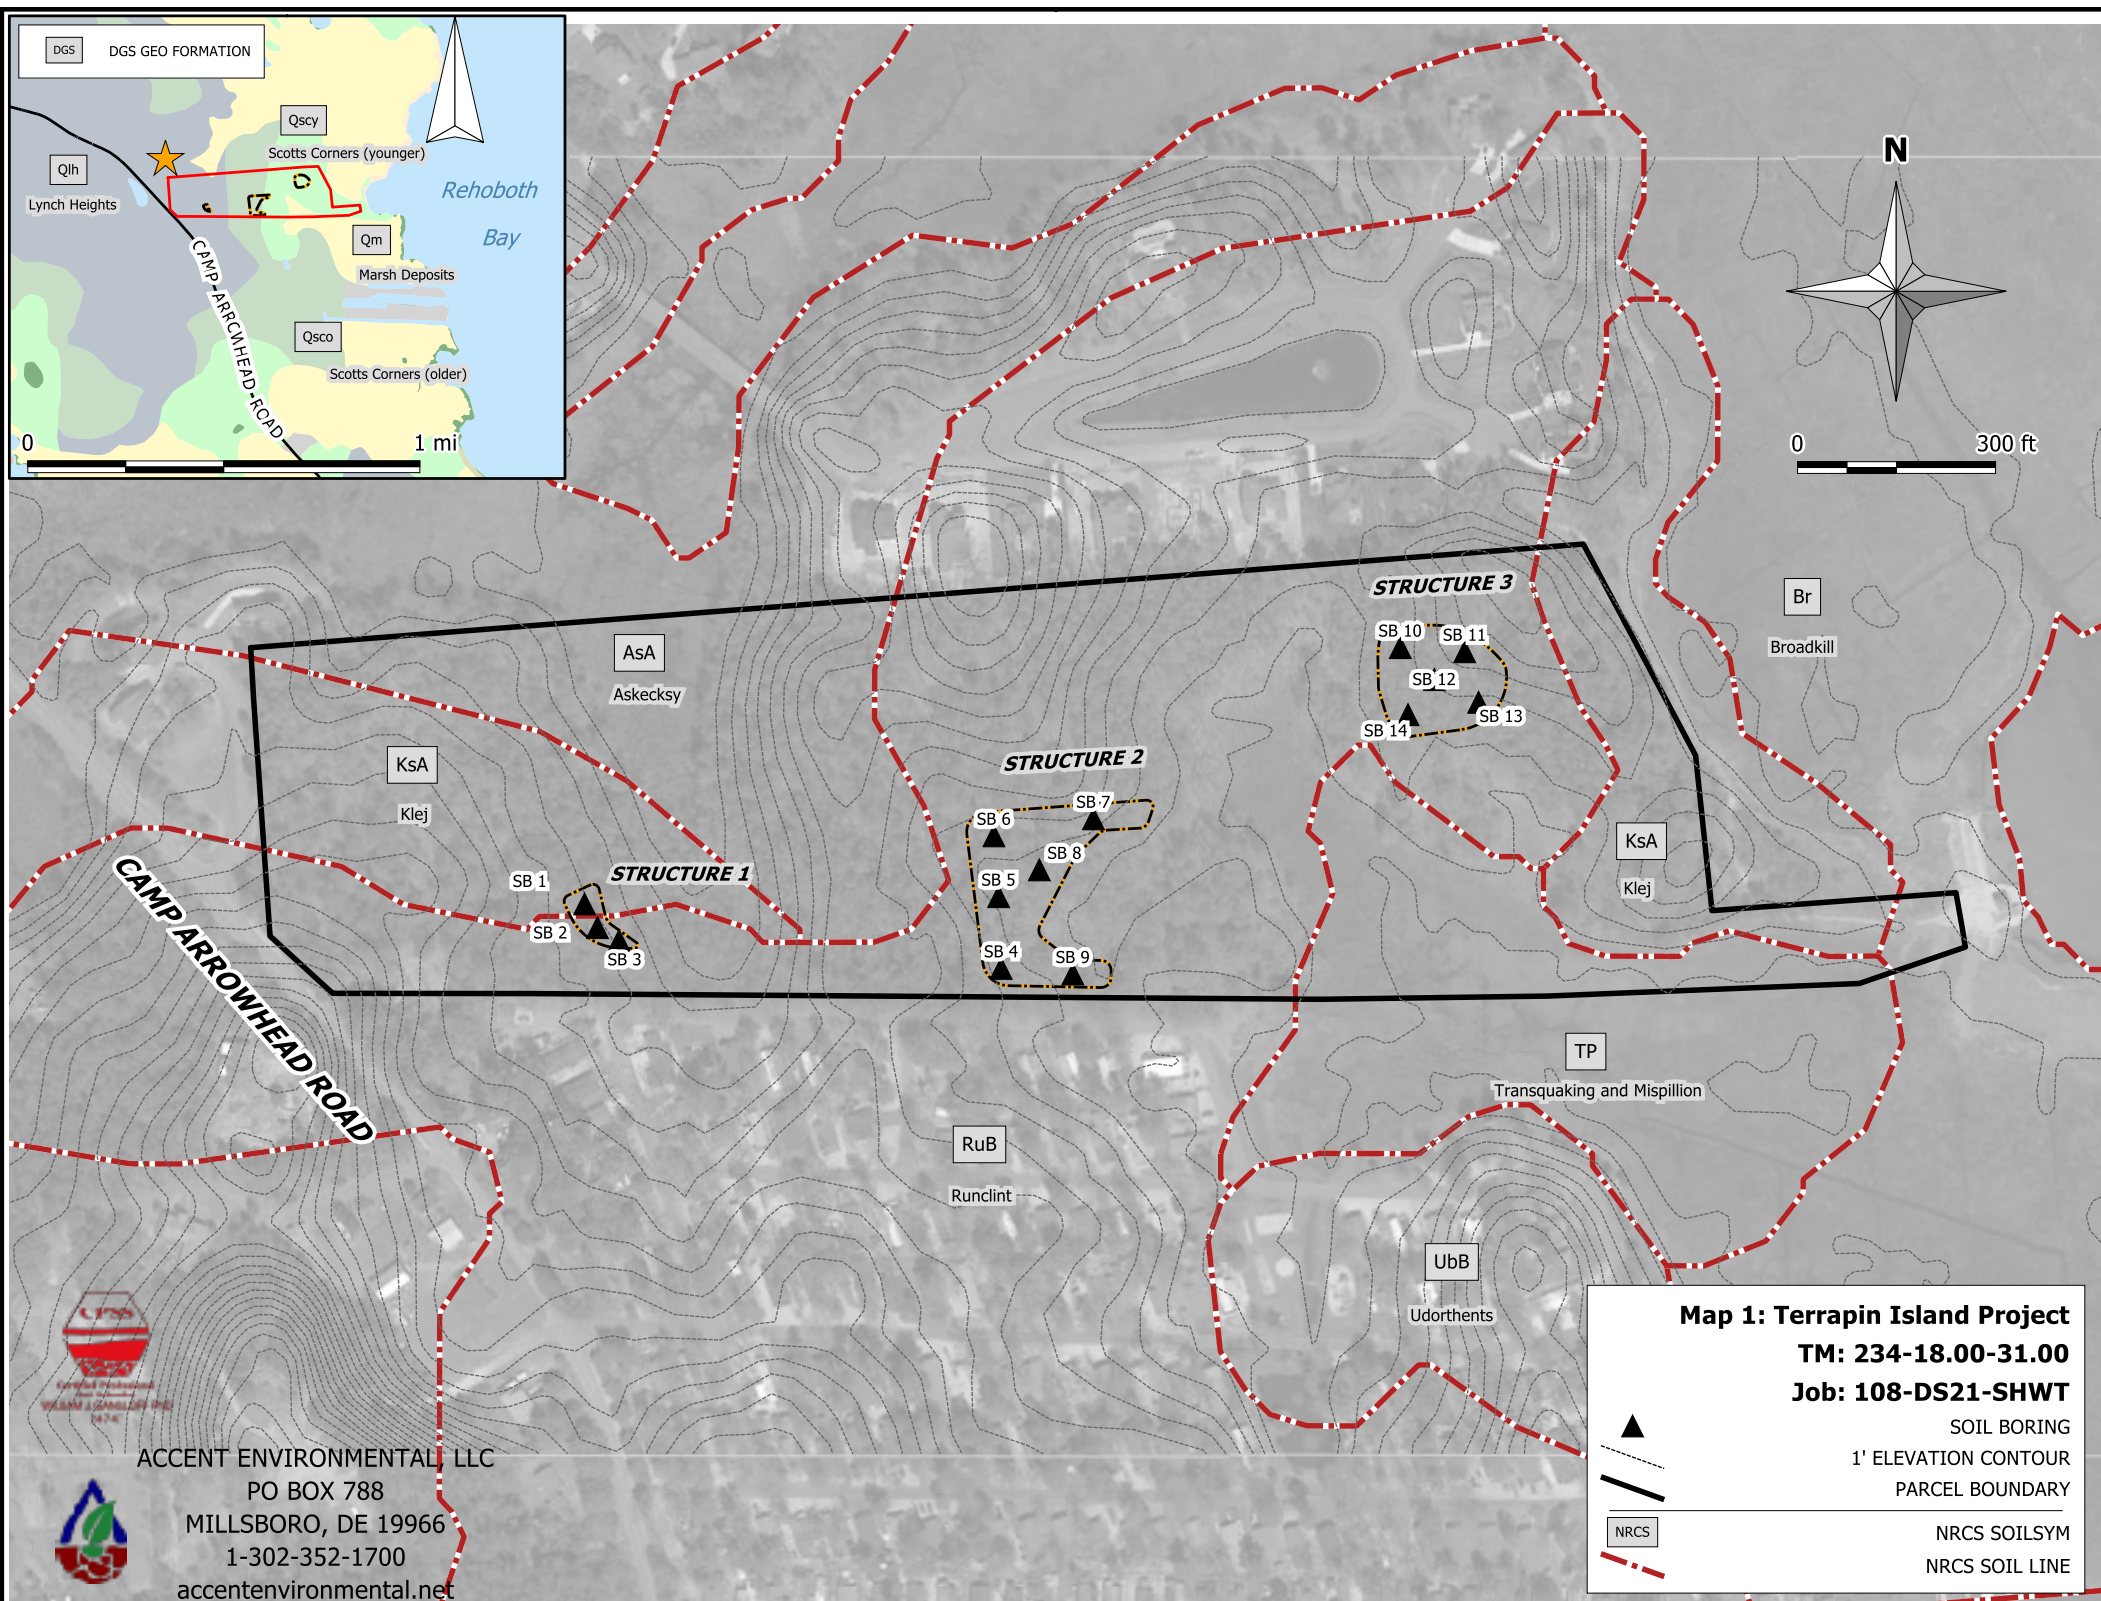 DGS
DGS GEO FORMATION
Qscy
Scotts Corners (younger)
Qlh
Lynch Heights
Rehoboth
Bay
Qm
Marsh Deposits
Qsco
Scotts Corners (older)
CAMP ARROWHEAD ROAD
0
1 mi
N
0
300 ft
STRUCTURE 3
Br
Broadkill
SB 10
SB 11
SB 12
SB 13
SB 14
AsA
Askecksy
KsA
Klej
STRUCTURE 2
SB 6
SB 7
SB 8
SB 5
SB 4
SB 9
STRUCTURE 1
SB 1
SB 2
SB 3
KsA
Klej
CAMP ARROWHEAD ROAD
TP
Transquaking and Mispillion
RuB
Runclint
UbB
Udorthents
CPSS
ACCENT ENVIRONMENTAL, LLC
PO BOX 788
MILLSBORO, DE 19966
1-302-352-1700
accentenvironmental.net
Map 1: Terrapin Island Project
TM: 234-18.00-31.00
Job: 108-DS21-SHWT
SOIL BORING
1' ELEVATION CONTOUR
PARCEL BOUNDARY
NRCS
NRCS SOILSYM
NRCS SOIL LINE